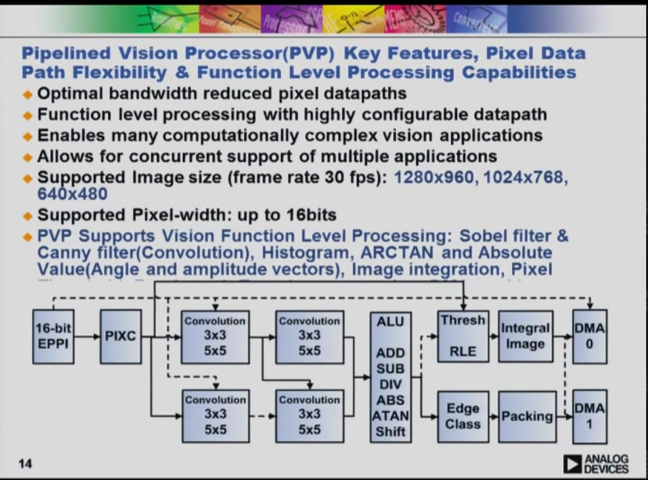 Pipelined Vision Processor(PVP) Key Features, Pixel Data
Path Flexibility & Function Level Processing Capabilities
Optimal bandwidth reduced pixel datapaths
Function level processing with highly configurable datapath
Enables many computationally complex vision applications
Allows for concurrent support of multiple applications
Supported Image size (frame rate 30 fps): 1280x960, 1024x768,
640x480
Supported Pixel-width: up to 16bits
PVP Supports Vision Function Level Processing: Sobel filter &
Canny filter(Convolution), Histogram, ARCTAN and Absolute
Value(Angle and amplitude vectors), Image integration, Pixel
16-bit
EPPI
PIXC
Convolution
3x3
5x5
Convolution
3x3
5x5
Convolution
3x3
5x5
Convolution
3x3
5x5
ALU
ADD
SUB
DIV
ABS
ATAN
Shift
Thresh
RLE
Integral
Image
DMA
0
Edge
Class
Packing
DMA
1
14
ANALOG
DEVICES